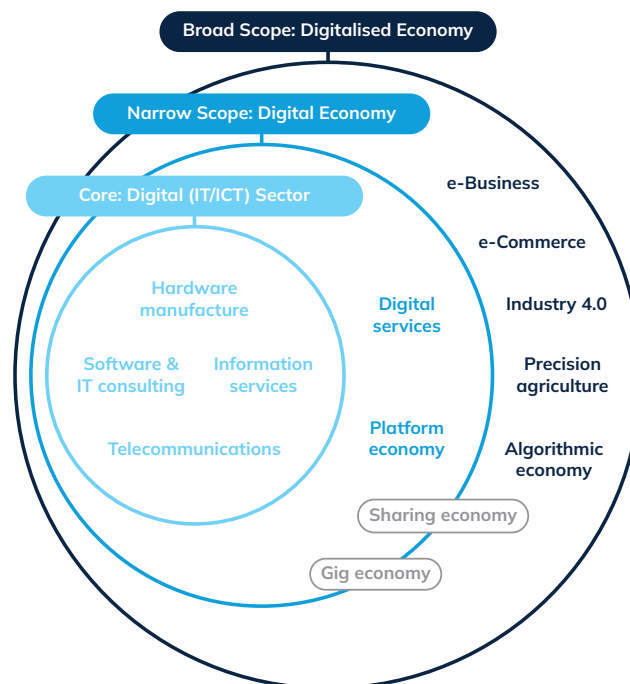 Broad Scope: Digitalised Economy
Narrow Scope: Digital Economy
Core: Digital (IT/ICT) Sector
Hardware
manufacture
Software &
IT consulting
Information
services
Telecommunications
Digital
services
Platform
economy
Sharing economy
Gig economy
e-Business
e-Commerce
Industry 4.0
Precision
agriculture
Algorithmic
economy